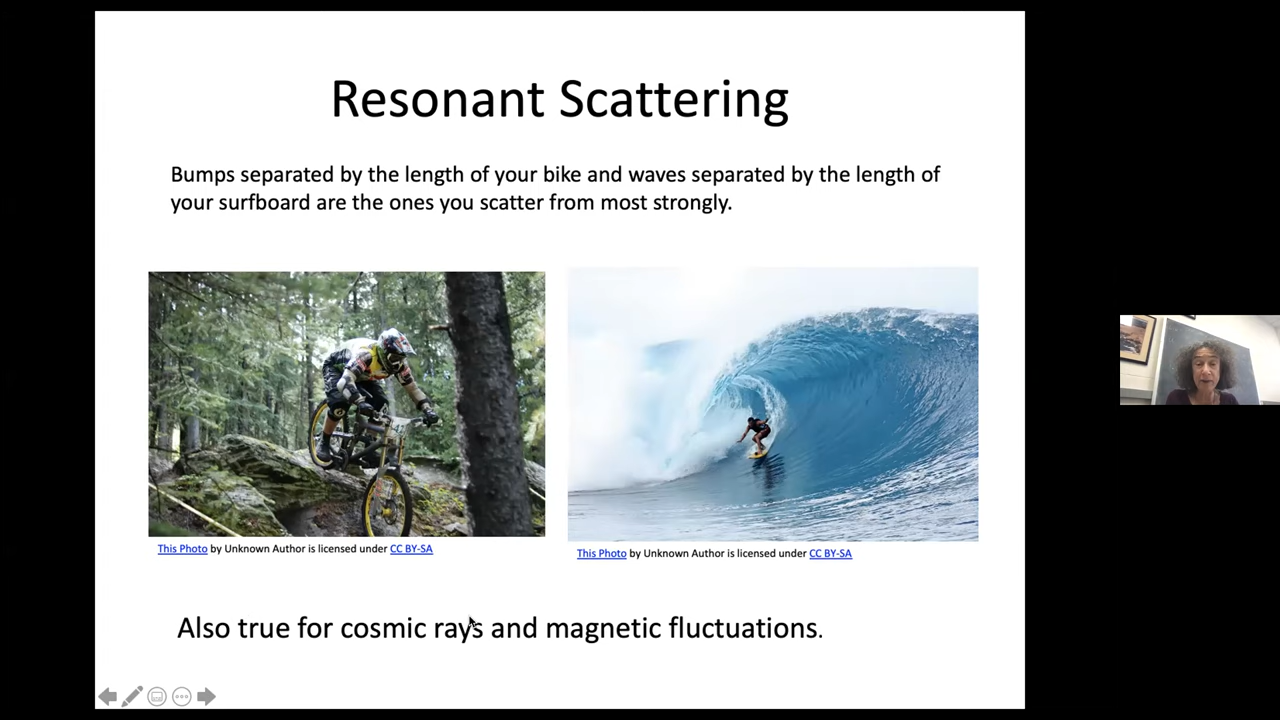 Resonant Scattering
Bumps separated by the length of your bike and waves separated by the length of
your surfboard are the ones you scatter from most strongly.
This Photo by Unknown Author is licensed under CC BY-SA
This Photo by Unknown Author is licensed under CC BY-SA
Also true for cosmic rays and magnetic fluctuations.